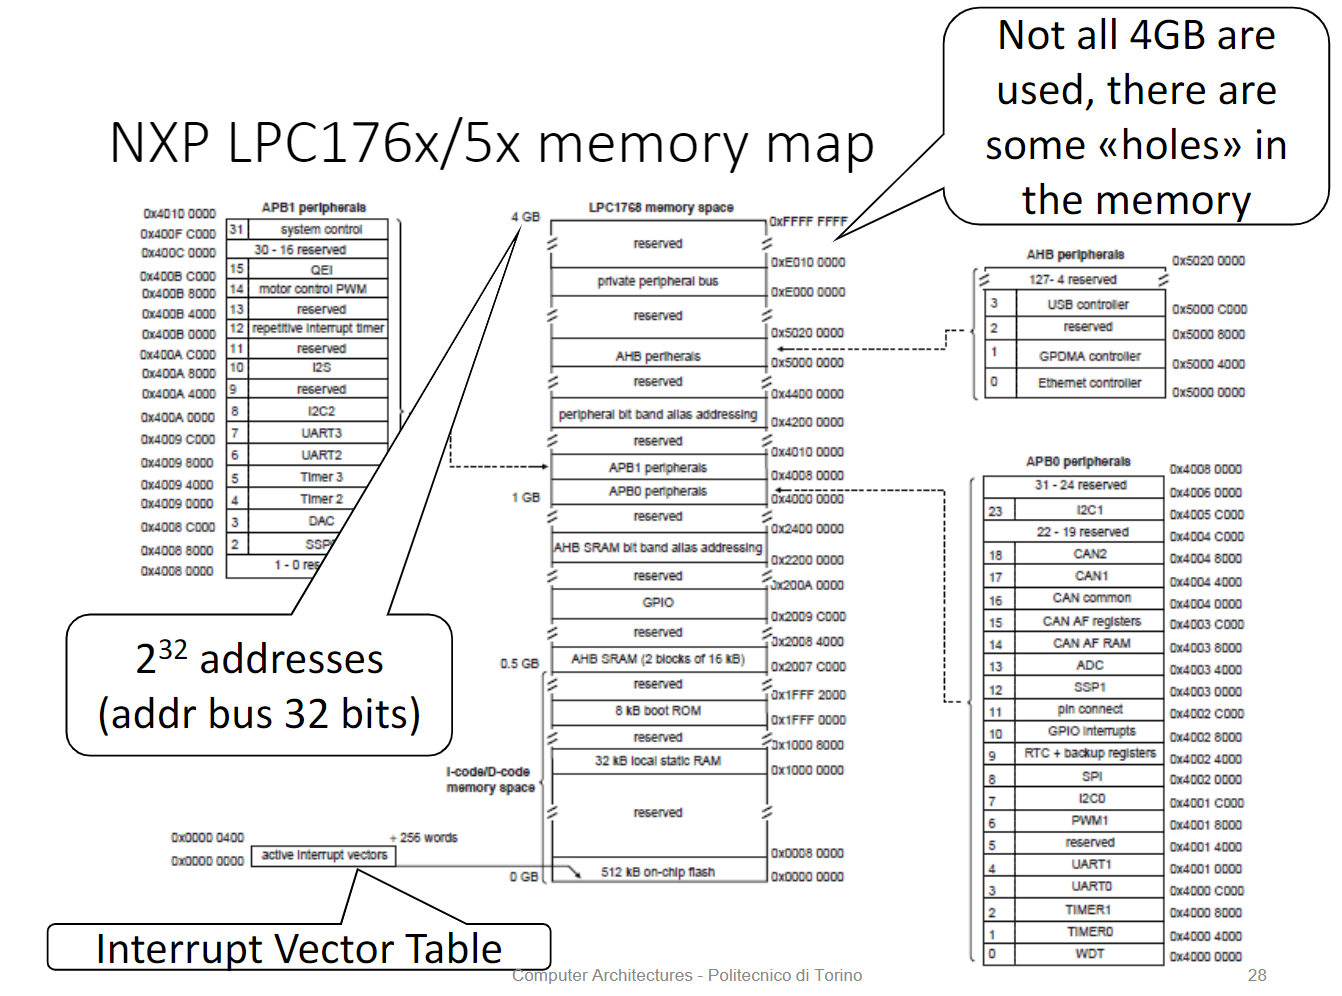 Not all 4GB are
used, there are
some «holes» in
the memory
NXP LPC176x/5x memory map
APB1 peripherals
0x4010 0000
31 system control
0x400F C000
30 - 16 reserved
0x400C 0000
15 QEI
0x400B C000
14 motor control PWM
0x400B 8000
13 reserved
0x400B 4000
12 repetitive interrupt timer
0x400B 0000
11 reserved
0x400A C000
10 I2S
0x400A 8000
9 reserved
0x400A 4000
8 I2C2
0x400A 0000
7 UART3
0x4009 C000
6 UART2
0x4009 8000
5 Timer 3
0x4009 4000
4 Timer 2
0x4009 0000
3 DAC
0x4008 C000
2 SSP
0x4008 8000
1 - 0 res
0x4008 0000
2³² addresses
(addr bus 32 bits)
LPC1768 memory space
4 GB
0xFFFF FFFF
reserved
0xE010 0000
private peripheral bus
0xE000 0000
reserved
0x5020 0000
AHB periherals
0x5000 0000
reserved
0x4400 0000
peripheral bit band alias addressing
0x4200 0000
reserved
0x4010 0000
APB1 peripherals
0x4008 0000
APB0 peripherals
1 GB
0x4000 0000
reserved
0x2400 0000
AHB SRAM bit band alias addressing
0x2200 0000
reserved
0x200A 0000
GPIO
0x2009 C000
reserved
0x2008 4000
0.5 GB
AHB SRAM (2 blocks of 16 kB)
0x2007 C000
reserved
0x1FFF 2000
8 kB boot ROM
0x1FFF 0000
reserved
0x1000 8000
32 kB local static RAM
0x1000 0000
I-code/D-code
memory space
reserved
0x0008 0000
512 kB on-chip flash
0 GB
0x0000 0000
0x0000 0400
+ 256 words
active interrupt vectors
0x0000 0000
Interrupt Vector Table
AHB peripherals
0x5020 0000
127- 4 reserved
3 USB controller
0x5000 C000
2 reserved
0x5000 8000
1 GPDMA controller
0x5000 4000
0 Ethernet controller
0x5000 0000
APB0 peripherals
0x4008 0000
31 - 24 reserved
0x4006 0000
23 I2C1
0x4005 C000
22 - 19 reserved
0x4004 C000
18 CAN2
0x4004 8000
17 CAN1
0x4004 4000
16 CAN common
0x4004 0000
15 CAN AF registers
0x4003 C000
14 CAN AF RAM
0x4003 8000
13 ADC
0x4003 4000
12 SSP1
0x4003 0000
11 pin connect
0x4002 C000
10 GPIO interrupts
0x4002 8000
9 RTC + backup registers
0x4002 4000
8 SPI
0x4002 0000
7 I2C0
0x4001 C000
6 PWM1
0x4001 8000
5 reserved
0x4001 4000
4 UART1
0x4001 0000
3 UART0
0x4000 C000
2 TIMER1
0x4000 8000
1 TIMER0
0x4000 4000
0 WDT
0x4000 0000
Computer Architectures - Politecnico di Torino
28